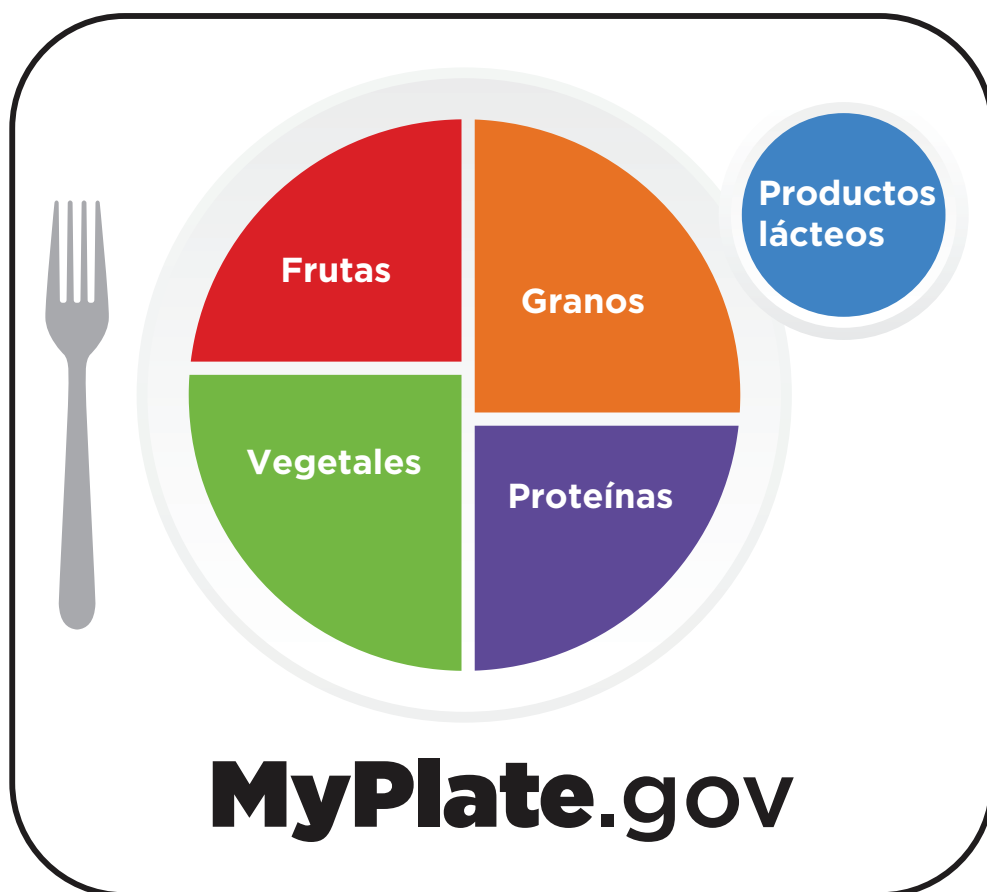 Frutas
Granos
Productos
lácteos
Vegetales
Proteínas
MyPlate.gov